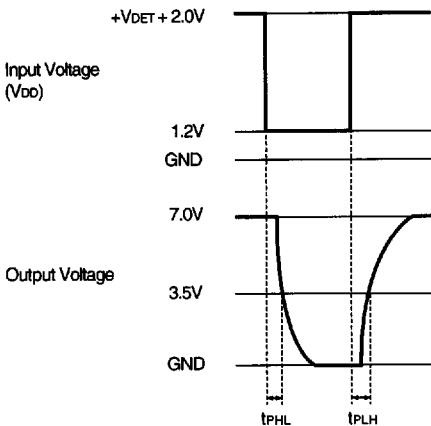 +VDET + 2.0V
Input Voltage
(VDD)
1.2V
GND
7.0V
Output Voltage
3.5V
GND
tPHL
tPLH